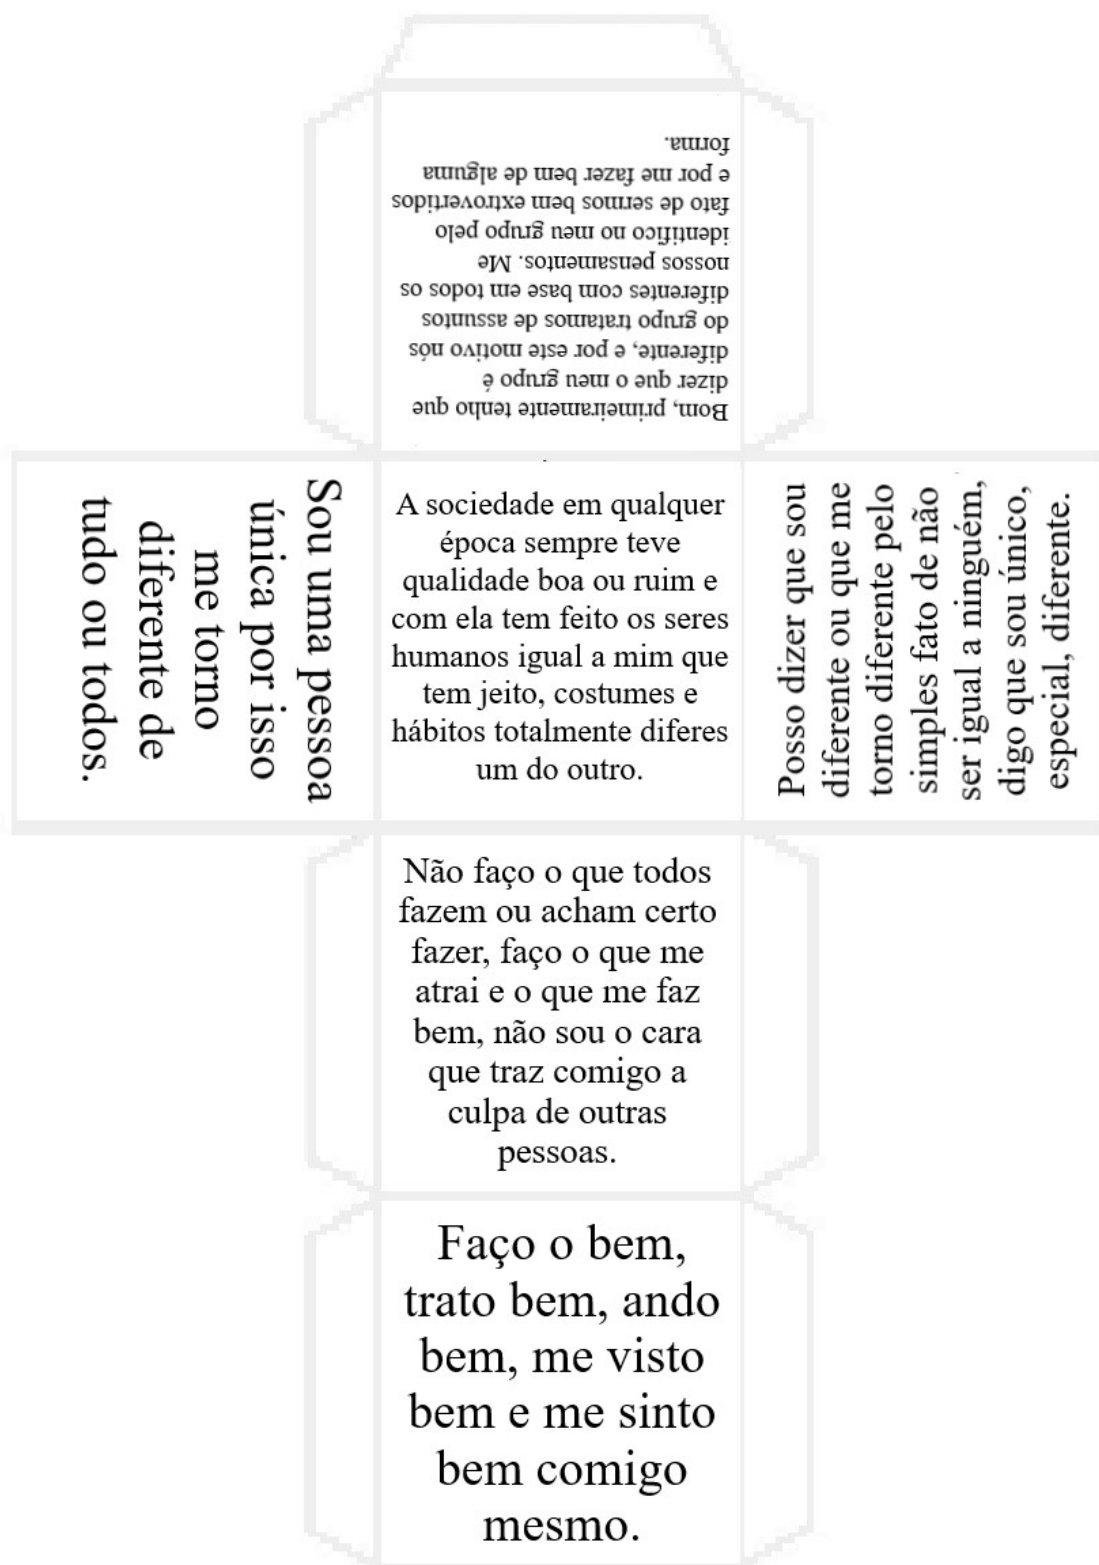 Bom, primeiramente tenho que
dizer que o meu grupo é
diferente, e por este motivo nós
do grupo tratamos de assuntos
diferentes com base em todos os
nossos pensamentos. Me
identifico no meu grupo pelo
fato de sermos bem extrovertidos
e por me fazer bem de alguma
forma.
Sou uma pessoa
única por isso
me torno
diferente de
tudo ou todos.
A sociedade em qualquer
época sempre teve
qualidade boa ou ruim e
com ela tem feito os seres
humanos igual a mim que
tem jeito, costumes e
hábitos totalmente diferes
um do outro.
Posso dizer que sou
diferente ou que me
torno diferente pelo
simples fato de não
ser igual a ninguém,
digo que sou único,
especial, diferente.
Não faço o que todos
fazem ou acham certo
fazer, faço o que me
atrai e o que me faz
bem, não sou o cara
que traz comigo a
culpa de outras
pessoas.
Faço o bem,
trato bem, ando
bem, me visto
bem e me sinto
bem comigo
mesmo.